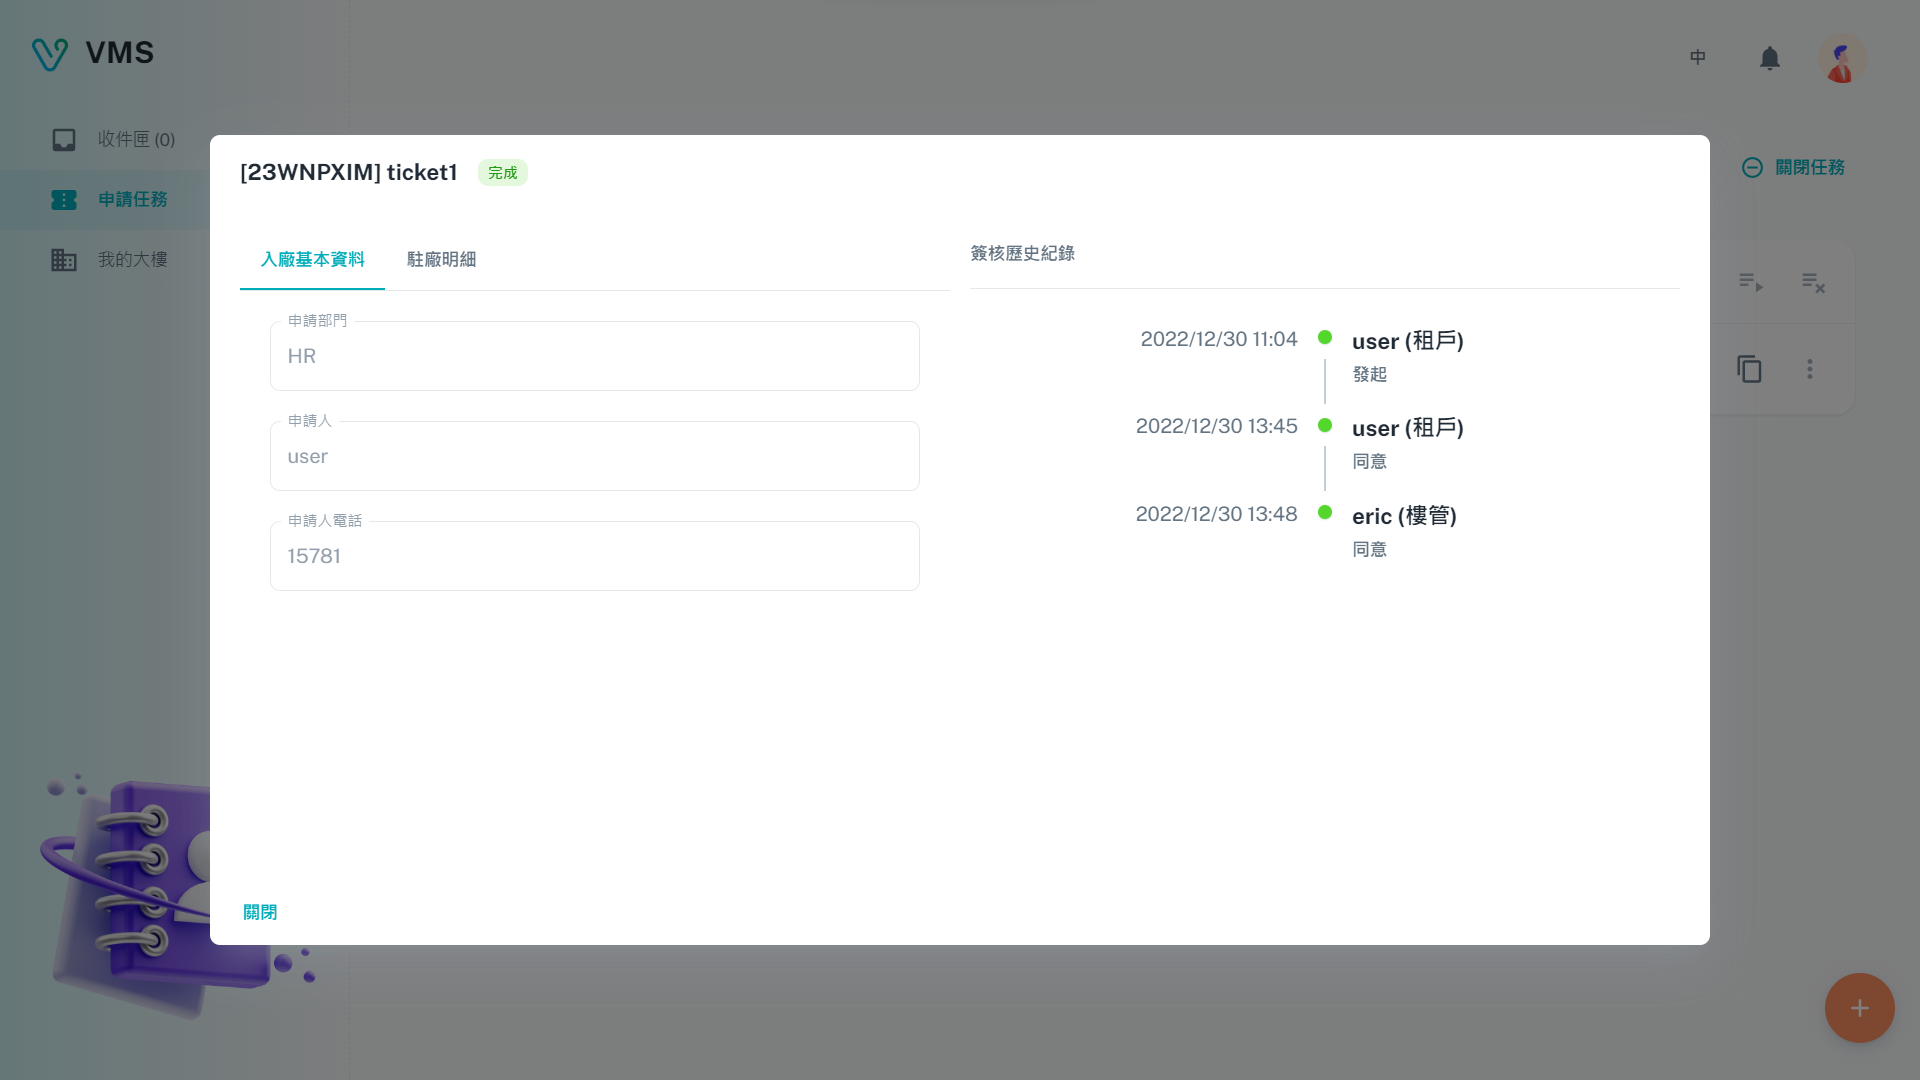 VMS
中
收件匣 (0)
申請任務
我的大樓
關閉任務
[23WNPXIM] ticket1
完成
入廠基本資料
駐廠明細
申請部門
HR
申請人
user
申請人電話
15781
簽核歷史紀錄
2022/12/30 11:04
user (租戶)
發起
2022/12/30 13:45
user (租戶)
同意
2022/12/30 13:48
eric (樓管)
同意
關閉